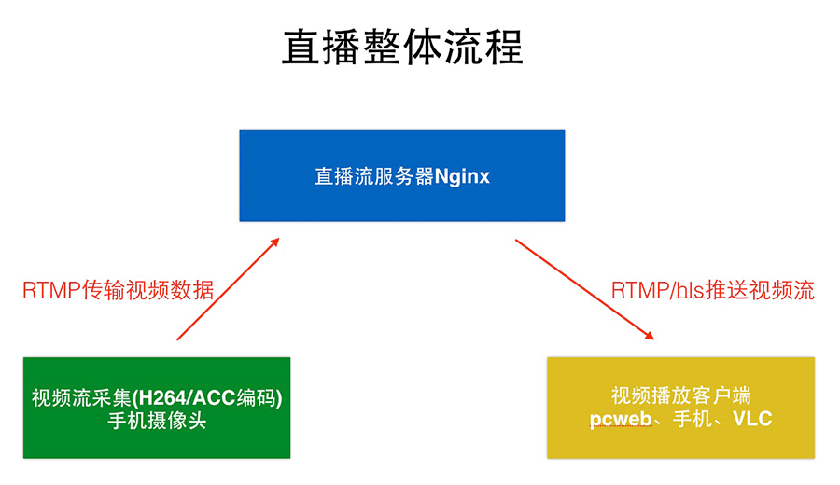 直播整体流程
直播流服务器Nginx
RTMP传输视频数据
RTMP/hls推送视频流
视频流采集(H264/ACC编码)
手机摄像头
视频播放客户端
pcweb、手机、VLC